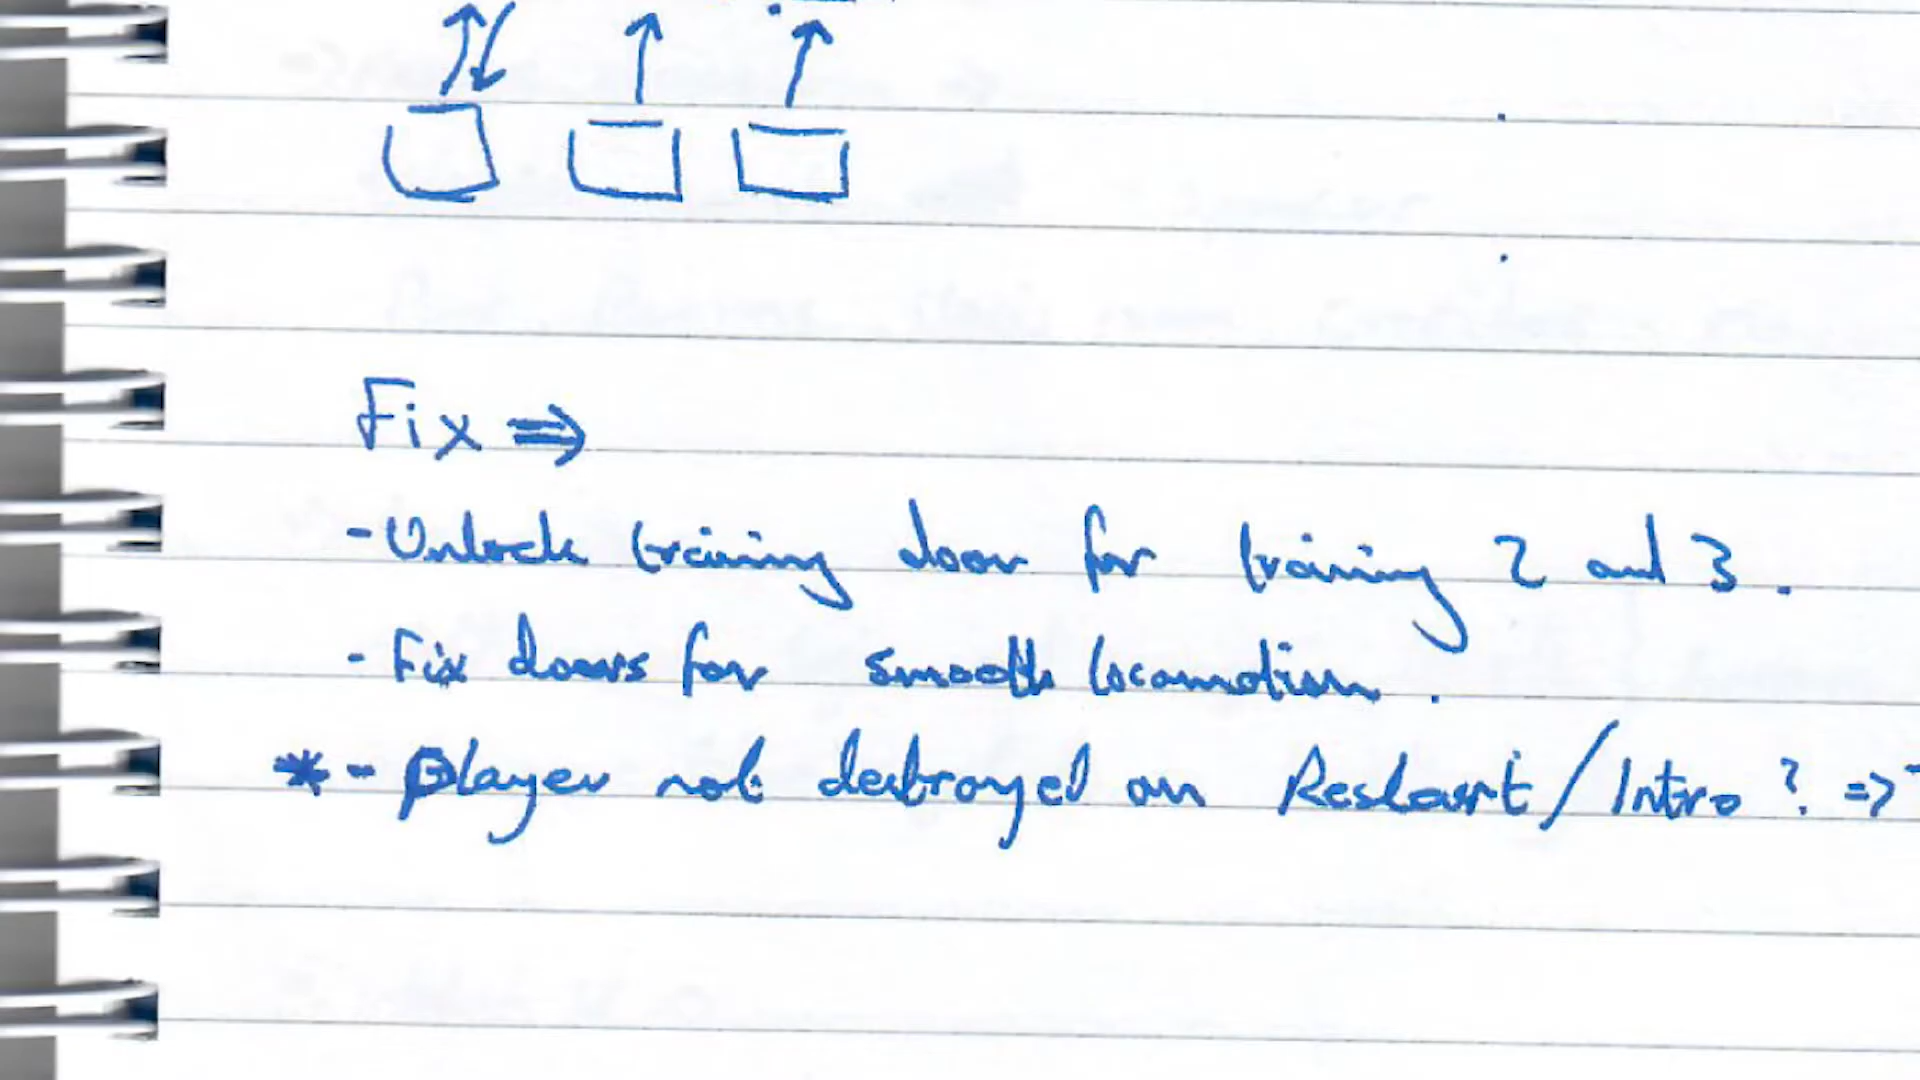 Fix ⇒
- Unlock training door for training 2 and 3.
- Fix doors for smooth locomotion.
* - Player not destroyed on Restart/Intro? =>